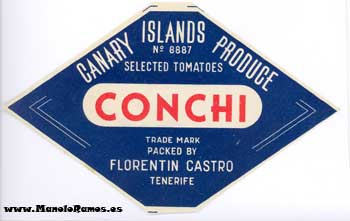 CANARY ISLANDS PRODUCE
Nº 8887
SELECTED TOMATOES
CONCHI
TRADE MARK
PACKED BY
FLORENTIN CASTRO
TENERIFE
www.ManoloRamos.es